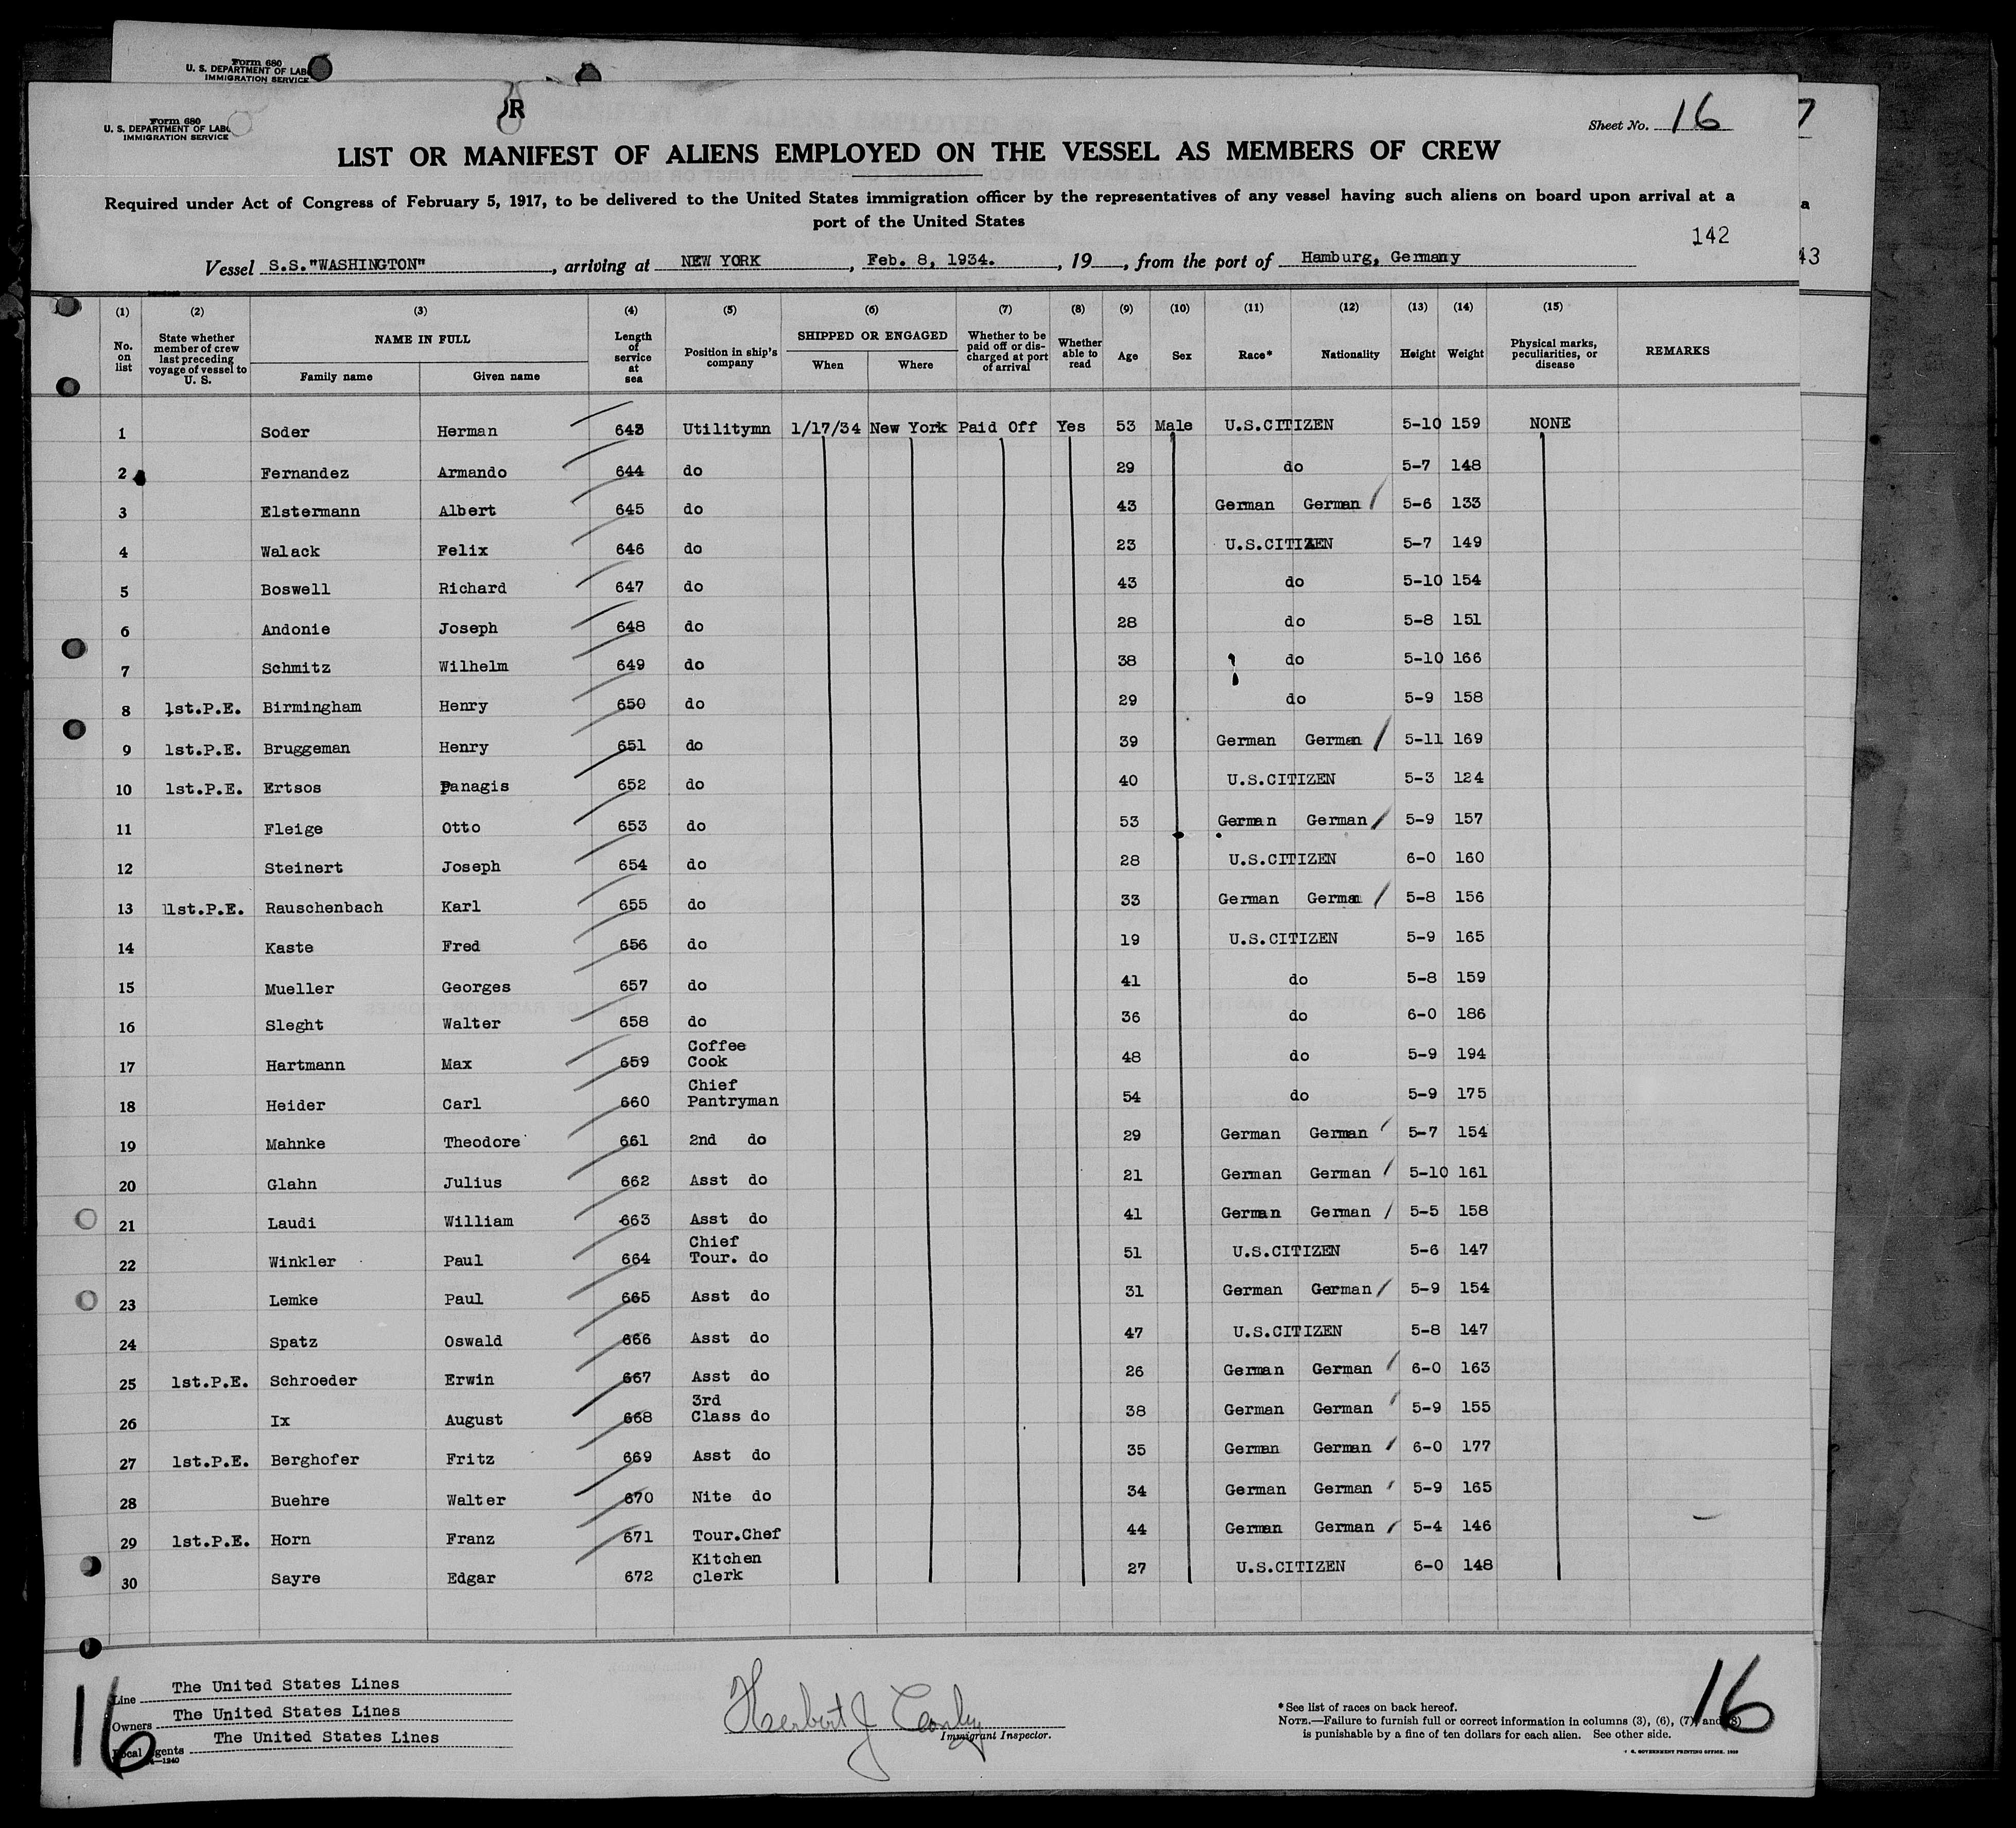 Form 680
U. S. DEPARTMENT OF LAB
IMMIGRATION SERVICE
Form 680
U. S. DEPARTMENT OF LAB
IMMIGRATION SERVICE
R
Sheet No. 16
7
LIST OR MANIFEST OF ALIENS EMPLOYED ON THE VESSEL AS MEMBERS OF CREW
Required under Act of Congress of February 5, 1917, to be delivered to the United States immigration officer by the representatives of any vessel having such aliens on board upon arrival at a
a
port of the United States
142
43
Vessel S.S."WASHINGTON", arriving at NEW YORK, Feb. 8, 1934., 19, from the port of Hamburg, Germany
(1) (2) (3) (4) (5) (6) (7) (8) (9) (10) (11) (12) (13) (14) (15)
No. on list
State whether member of crew last preceding voyage of vessel to U. S.
NAME IN FULL
Family name Given name
Length of service at sea
Position in ship's company
SHIPPED OR ENGAGED
When Where
Whether to be paid off or discharged at port of arrival
Whether able to read
Age
Sex
Race*
Nationality
Height
Weight
Physical marks, peculiarities, or disease
REMARKS
1 Soder Herman 643 Utilitymn 1/17/34 New York Paid Off Yes 53 Male U.S.CITIZEN 5-10 159 NONE
2 Fernandez Armando 644 do 29 do 5-7 148
3 Elstermann Albert 645 do 43 German German 5-6 133
4 Walack Felix 646 do 23 U.S.CITIZEN 5-7 149
5 Boswell Richard 647 do 43 do 5-10 154
6 Andonie Joseph 648 do 28 do 5-8 151
7 Schmitz Wilhelm 649 do 38 do 5-10 166
8 1st.P.E. Birmingham Henry 650 do 29 do 5-9 158
9 1st.P.E. Bruggeman Henry 651 do 39 German German 5-11 169
10 1st.P.E. Ertsos Panagis 652 do 40 U.S.CITIZEN 5-3 124
11 Fleige Otto 653 do 53 German German 5-9 157
12 Steinert Joseph 654 do 28 U.S.CITIZEN 6-0 160
13 1st.P.E. Rauschenbach Karl 655 do 33 German German 5-8 156
14 Kaste Fred 656 do 19 U.S.CITIZEN 5-9 165
15 Mueller Georges 657 do 41 do 5-8 159
16 Sleght Walter 658 do 36 do 6-0 186
17 Hartmann Max 659 Coffee Cook 48 do 5-9 194
18 Heider Carl 660 Chief Pantryman 54 do 5-9 175
19 Mahnke Theodore 661 2nd do 29 German German 5-7 154
20 Glahn Julius 662 Asst do 21 German German 5-10 161
21 Laudi William 663 Asst do 41 German German 5-5 158
22 Winkler Paul 664 Chief Tour. do 51 U.S.CITIZEN 5-6 147
23 Lemke Paul 665 Asst do 31 German German 5-9 154
24 Spatz Oswald 666 Asst do 47 U.S.CITIZEN 5-8 147
25 1st.P.E. Schroeder Erwin 667 Asst do 26 German German 6-0 163
26 Ix August 668 3rd Class do 38 German German 5-9 155
27 1st.P.E. Berghofer Fritz 669 Asst do 35 German German 6-0 177
28 Buehre Walter 670 Nite do 34 German German 5-9 165
29 1st.P.E. Horn Franz 671 Tour.Chef 44 German German 5-4 146
30 Sayre Edgar 672 Kitchen Clerk 27 U.S.CITIZEN 6-0 148
16
16
Line The United States Lines
Owners The United States Lines
Local Agents The United States Lines
Herbert J
Immigrant Inspector.
* See list of races on back hereof.
NOTE.—Failure to furnish full or correct information in columns (3), (6), (7), and (8)
is punishable by a fine of ten dollars for each alien. See other side.
GOVERNMENT PRINTING OFFICE